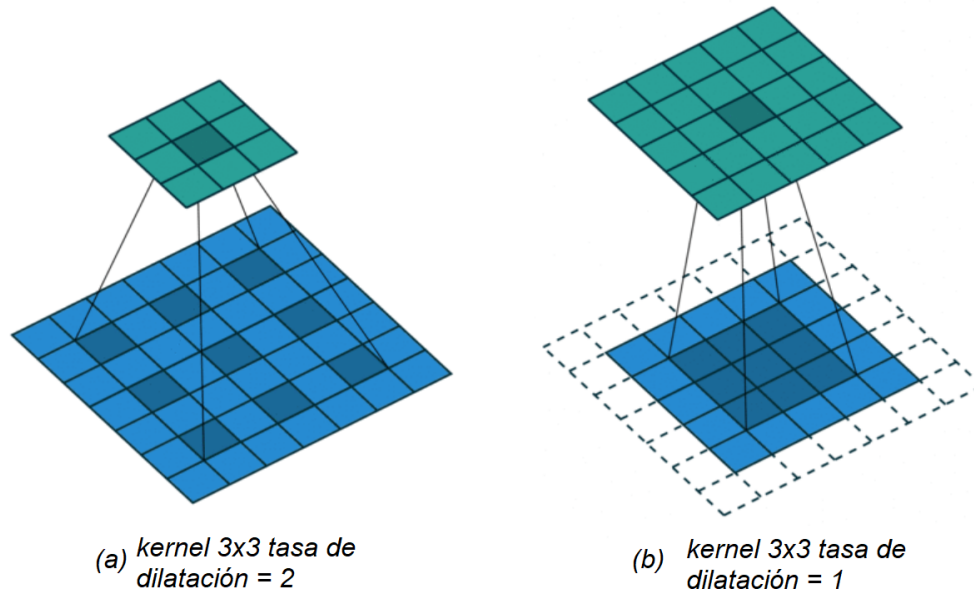 (a) kernel 3x3 tasa de
dilatación = 2
(b) kernel 3x3 tasa de
dilatación = 1